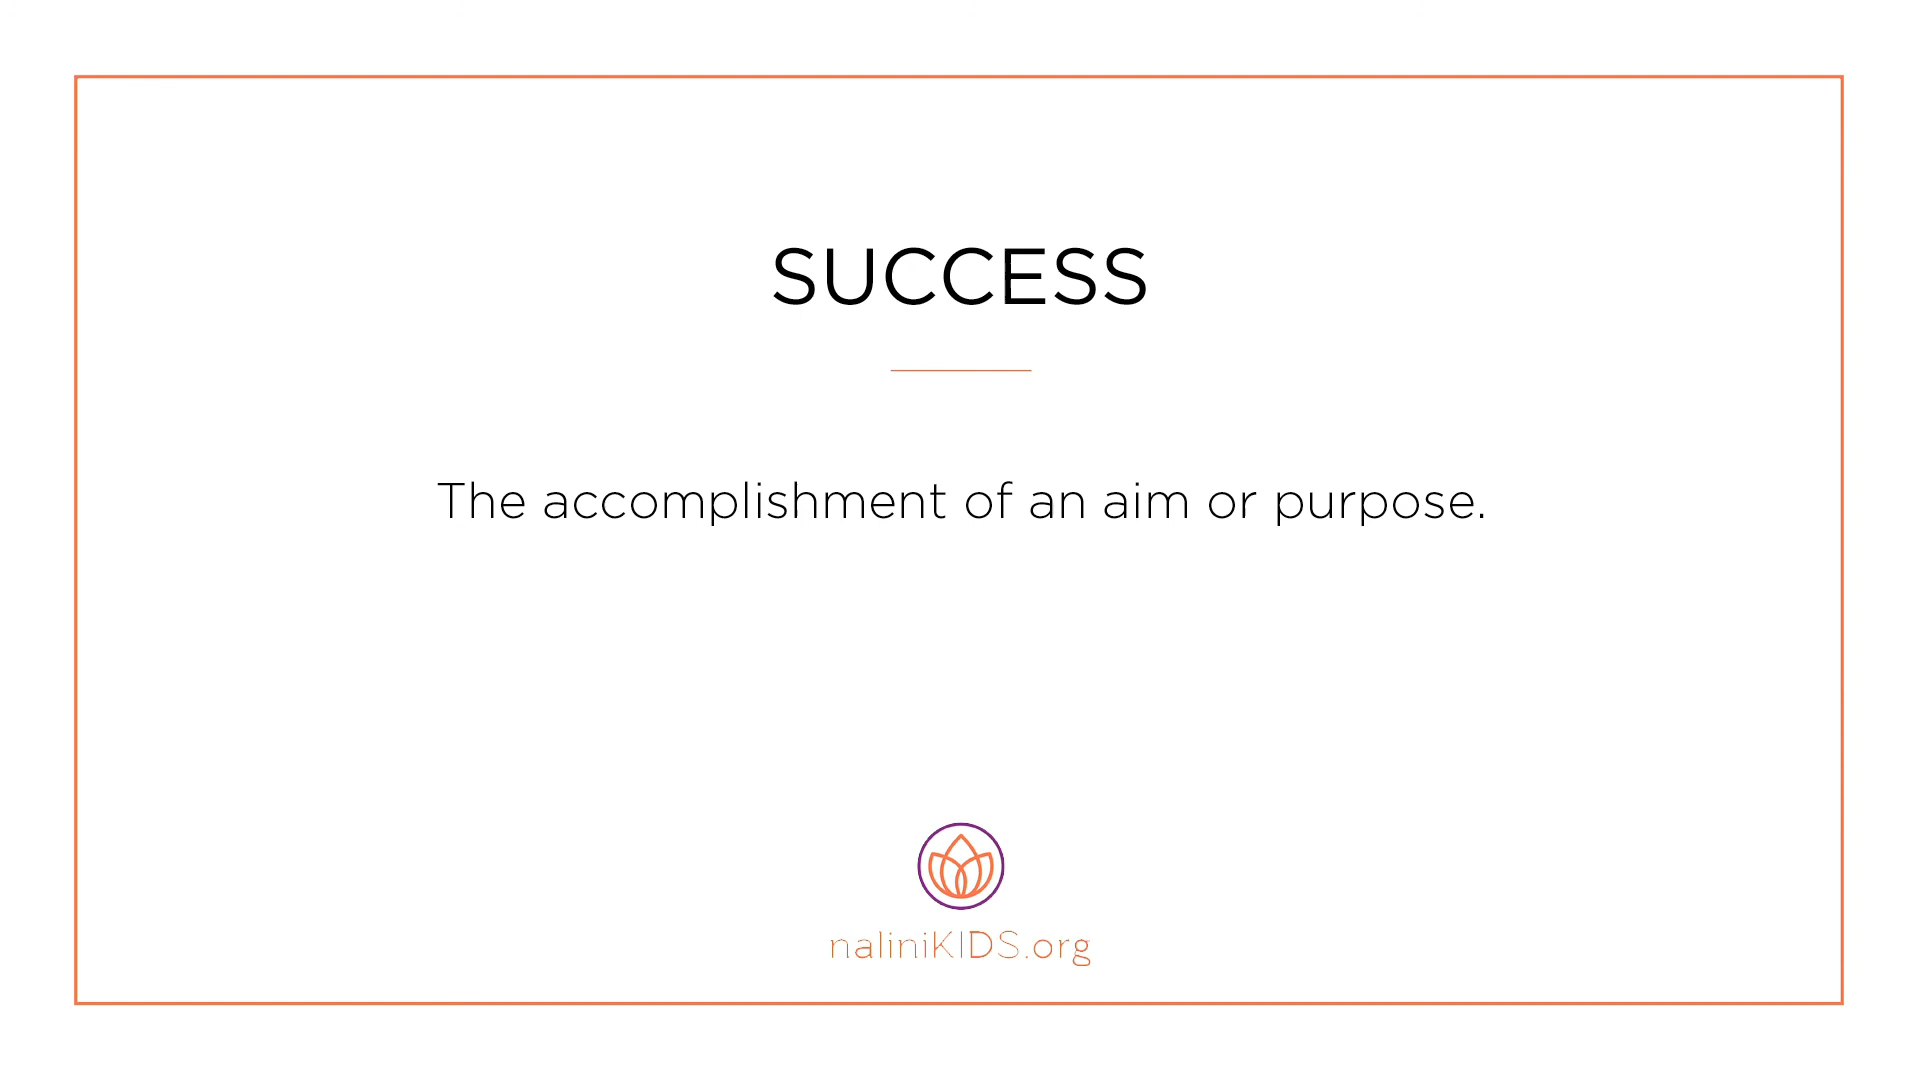 SUCCESS
The accomplishment of an aim or purpose.
naliniKIDS.org